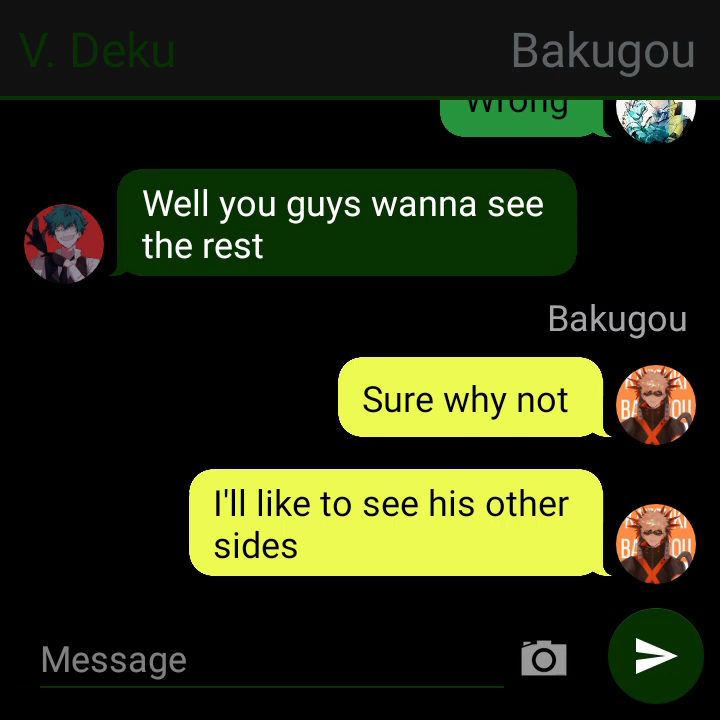 V. Deku
Bakugou
Wrong
Well you guys wanna see
the rest
Bakugou
Sure why not
I'll like to see his other
sides
Message